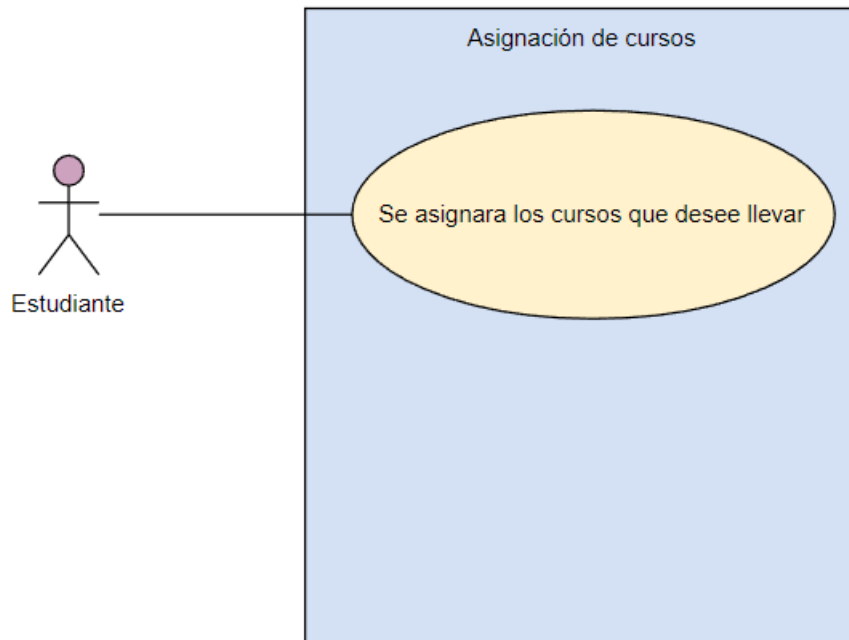 Asignación de cursos
Se asignara los cursos que desee llevar
Estudiante